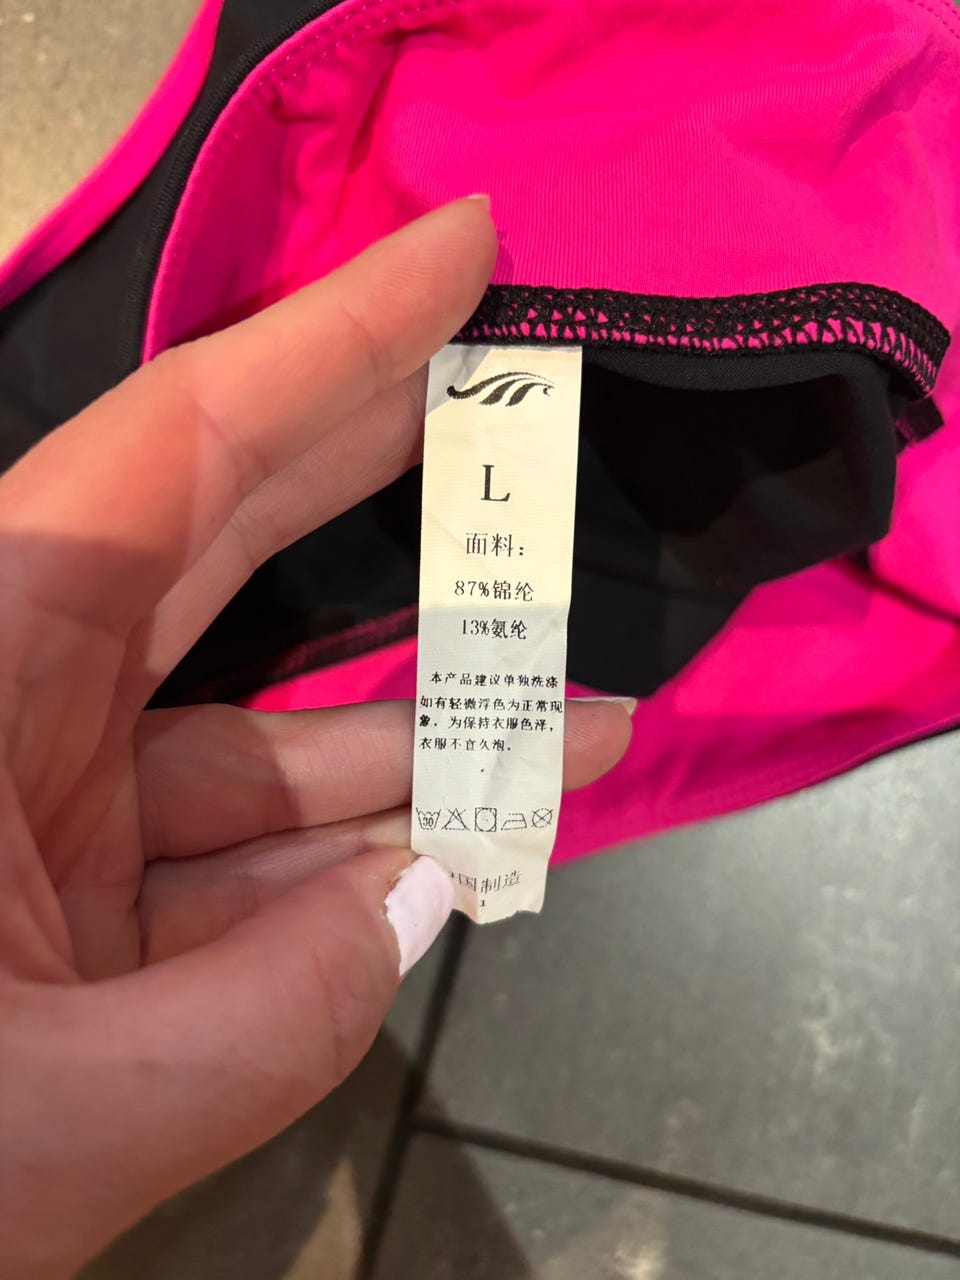 L
面料：
87%锦纶
13%氨纶
本产品建议单独洗涤
如有轻微浮色为正常现
象。为保持衣服色泽，
衣服不宜久泡。
30
国制造
1